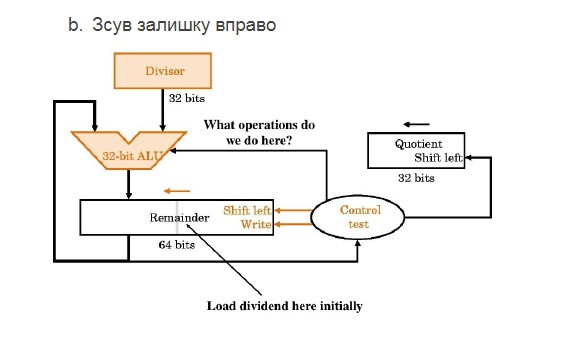 b. Зсув залишку вправо
Divisor
32 bits
What operations do
we do here?
Quotient
Shift left
32-bit ALU
32 bits
Remainder
Shift left
Write
Control
test
64 bits
Load dividend here initially